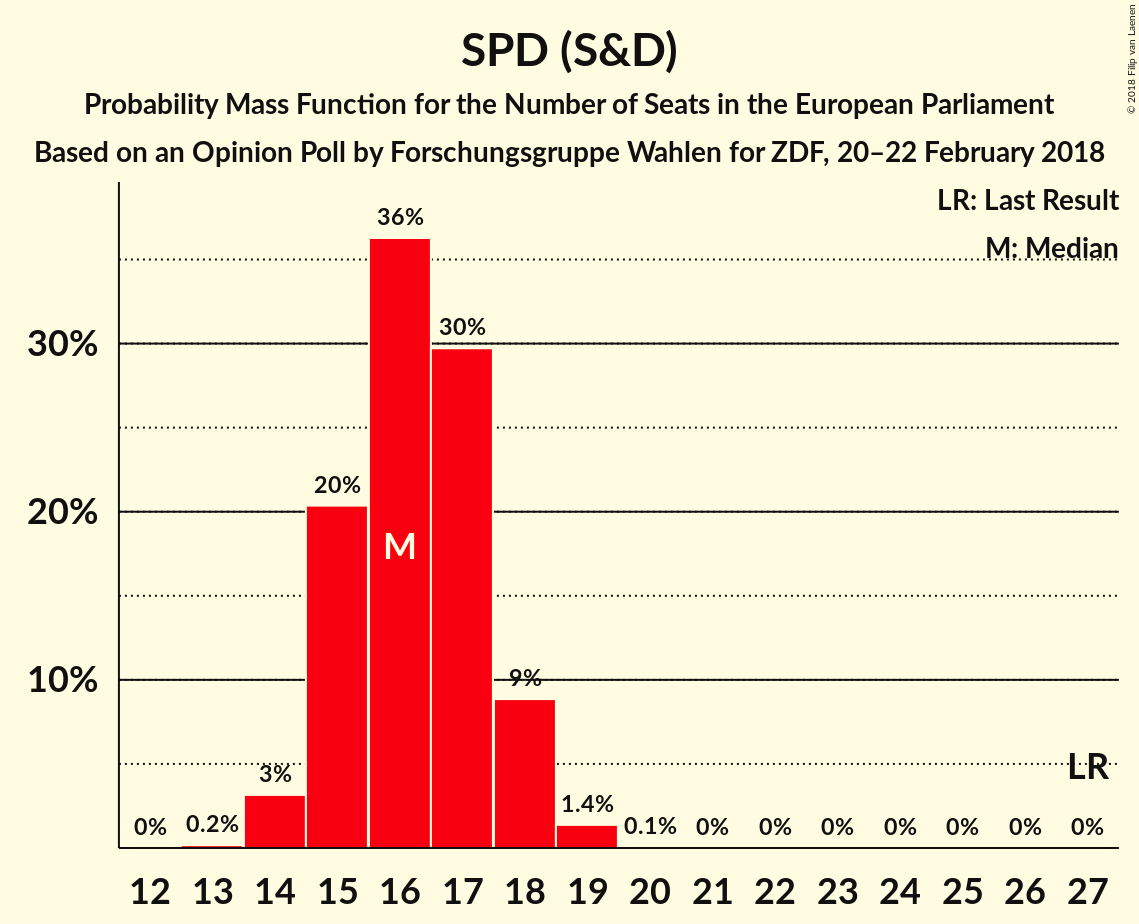 SPD (S&D)
Probability Mass Function for the Number of Seats in the European Parliament
Based on an Opinion Poll by Forschungsgruppe Wahlen for ZDF, 20–22 February 2018
© 2018 Filip van Laenen
LR: Last Result
M: Median
36%
30%
30%
20%
20%
M
10%
9%
3%
LR
1.4%
0% 0.2% 0.1% 0% 0% 0% 0% 0% 0% 0%
12 13 14 15 16 17 18 19 20 21 22 23 24 25 26 27